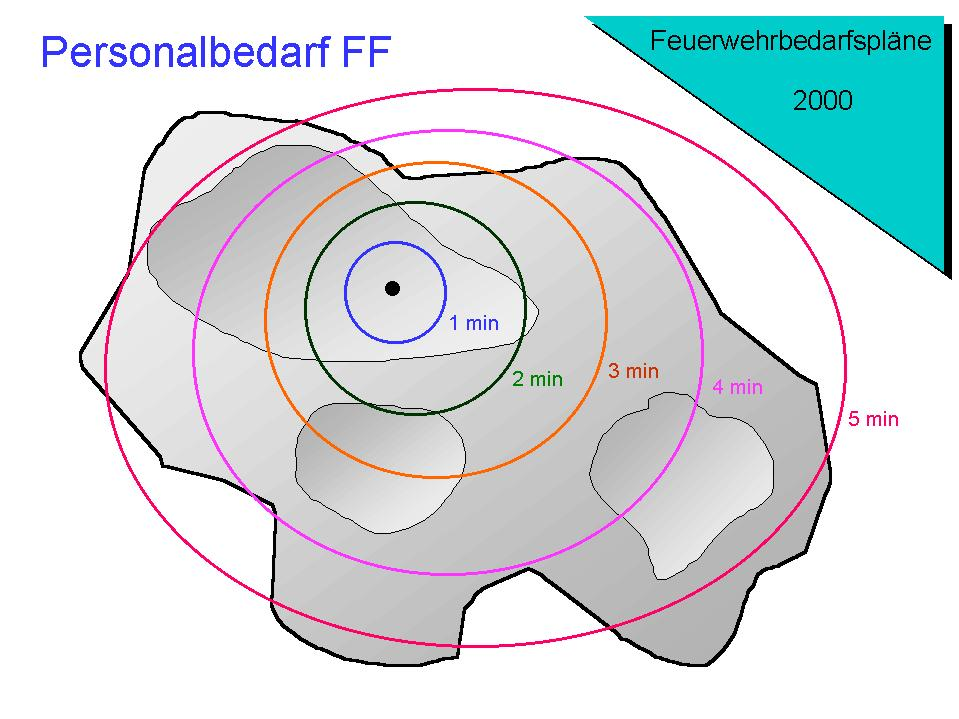 Personalbedarf FF
Feuerwehrbedarfspläne
2000
1 min
2 min
3 min
4 min
5 min